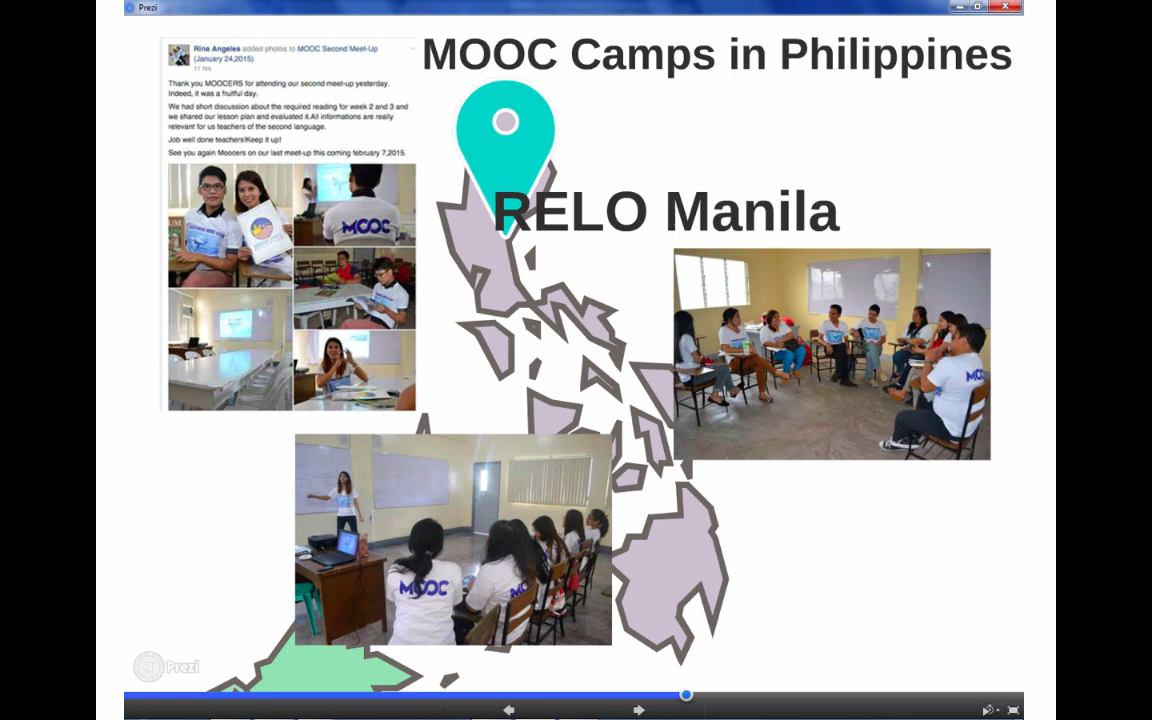 Prezi
MOOC Camps in Philippines
Rina Angeles added photos to MOOC Second Meet-Up
(January 24,2015).
11 hrs
Thank you MOOCERS for attending our second meet-up yesterday.
Indeed, it was a fruitful day.
We had short discussion about the required reading for week 2 and 3 and
we shared our lesson plan and evaluated it.All informations are really
relevant for us teachers of the second language.
Job well done teachers!Keep it up!
See you again Moocers on our last meet-up this coming february 7,2015.
RELO Manila
MOOC
MOOC
MOOC
Prezi